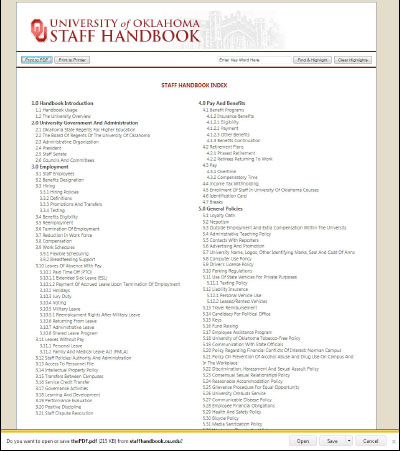 UNIVERSITY OF OKLAHOMA
STAFF HANDBOOK
Print to PDF
Print to Printer
Enter Key Word Here
Find & Highlight
Clear Highlights
STAFF HANDBOOK INDEX
1.0 Handbook Introduction
1.1 Handbook Usage
1.2 The University Overview
2.0 University Government And Administration
2.1 Oklahoma State Regents For Higher Education
2.2 The Board Of Regents Of The University Of Oklahoma
2.3 Administrative Organization
2.4 President
2.5 Staff Senate
2.6 Councils And Committees
3.0 Employment
3.1 Staff Employees
3.2 Benefits Designation
3.3 Hiring
3.3.1 Hiring Policies
3.3.2 Definitions
3.3.3 Promotions And Transfers
3.3.4 Testing
3.4 Benefits Eligibility
3.5 Reemployment
3.6 Termination Of Employment
3.7 Reduction In Work Force
3.8 Compensation
3.9 Work Schedules
3.9.1 Flexible Scheduling
3.9.2 Breastfeeding Support
3.10 Leaves Of Absence With Pay
3.10.1 Paid Time Off (PTO)
3.10.1.1 Extended Sick Leave (ESL)
3.10.1.2 Payment Of Accrued Leave Upon Termination Of Employment
3.10.2 Holidays
3.10.3 Jury Duty
3.10.4 Voting
3.10.5 Military Leave
3.10.5.1 Reemployment Rights After Military Leave
3.10.6 Returning From Leave
3.10.7 Administrative Leave
3.10.8 Shared Leave Program
3.11 Leaves Without Pay
3.11.1 Personal Leave
3.11.2 Family And Medical Leave Act (FMLA)
3.12 Staff Policies Authority And Administration
3.13 Access To Personnel File
3.14 Intellectual Property Policy
3.15 Transfers Between Campuses
3.16 Service Credit Transfer
3.17 Governance Activities
3.18 Learning And Development
3.19 Performance Evaluation
3.20 Positive Discipline
3.21 Staff Dispute Resolution
4.0 Pay And Benefits
4.1 Benefit Programs
4.1.2 Insurance Benefits
4.1.2.1 Eligibility
4.1.2.2 Payment
4.1.2.3 Other Benefits
4.1.3 Benefits Continuation
4.2 Retirement Plans
4.2.1 Phased Retirement
4.2.2 Retirees Returning To Work
4.3 Pay
4.3.1 Overtime
4.3.2 Compensatory Time
4.4 Income Tax Withholding
4.5 Enrollment Of Staff In University Of Oklahoma Courses
4.6 Identification Card
4.7 Breaks
5.0 General Policies
5.1 Loyalty Oath
5.2 Nepotism
5.3 Outside Employment And Extra Compensation Within The University
5.4 Administrative Teaching Policy
5.5 Contacts With Reporters
5.6 Advertising And Promotion
5.7 University Name, Logos, Other Identifying Marks, Seal And Coat Of Arms
5.8 Computer Use Policy
5.9 Drivers License Policy
5.10 Parking Regulations
5.11 Use Of State Vehicles For Private Purposes
5.11.1 Texting Policy
5.12 Liability Insurance
5.12.1 Personal Vehicle Use
5.12.2 Leased/Rented Vehicles
5.13 Travel Reimbursement
5.14 Candidacy For Political Office
5.15 Keys
5.16 Fund Raising
5.17 Employee Assistance Program
5.18 University Of Oklahoma Tobacco-Free Policy
5.19 Communication With State Officials
5.20 Policy Regarding Financial Conflicts Of Interest Norman Campus
5.21 Policy On Prevention Of Alcohol Abuse And Drug Use On Campus And
In The Workplace
5.22 Discrimination, Harassment And Sexual Assault Policy
5.23 Consensual Sexual Relationships Policy
5.24 Reasonable Accommodation Policy
5.25 Grievance Procedure For Equal Opportunity
5.26 University Ombuds Service
5.27 Communicable Disease Policy
5.28 Employee Financial Obligations
5.29 Health And Safety Policy
5.30 Bicycle Policy
5.31 Media Sanitization Policy
Do you want to open or save thePDF.pdf (215 KB) from staffhandbook.ou.edu?
Open
Save
Cancel
x